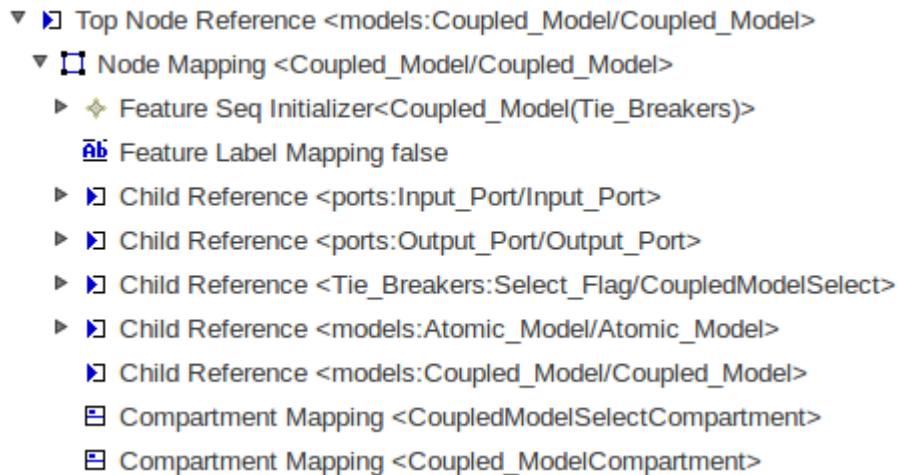 Top Node Reference <models:Coupled_Model/Coupled_Model>
Node Mapping <Coupled_Model/Coupled_Model>
Feature Seq Initializer<Coupled_Model(Tie_Breakers)>
Ab Feature Label Mapping false
Child Reference <ports:Input_Port/Input_Port>
Child Reference <ports:Output_Port/Output_Port>
Child Reference <Tie_Breakers:Select_Flag/CoupledModelSelect>
Child Reference <models:Atomic_Model/Atomic_Model>
Child Reference <models:Coupled_Model/Coupled_Model>
Compartment Mapping <CoupledModelSelectCompartment>
Compartment Mapping <Coupled_ModelCompartment>